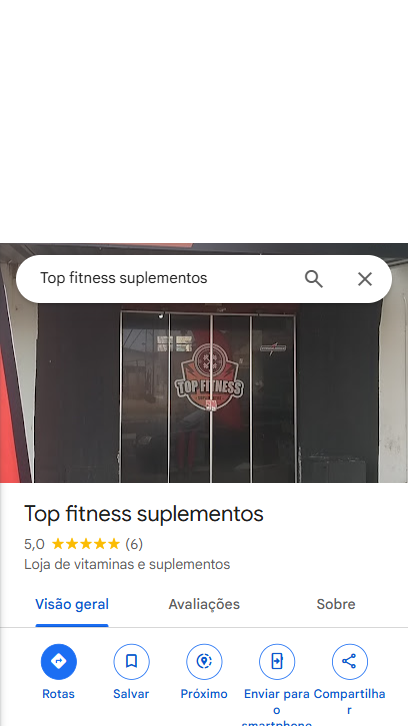 Top fitness suplementos
TOP FITNESS
Top fitness suplementos
5,0 (6)
Loja de vitaminas e suplementos
Visão geral Avaliações Sobre
Rotas Salvar Próximo Enviar para o smartphone Compartilhar